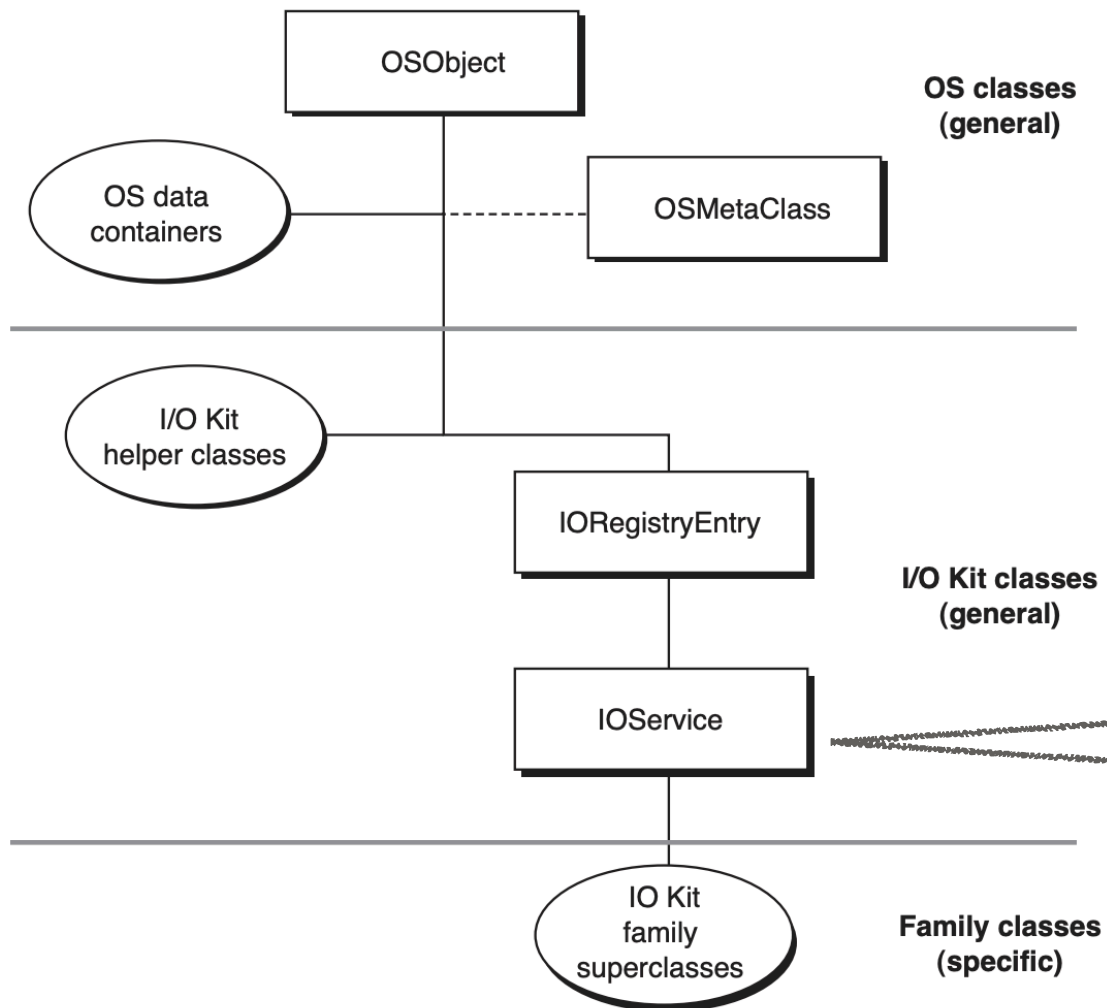 OSObject
OS classes
(general)
OS data
containers
OSMetaClass
I/O Kit
helper classes
IORegistryEntry
I/O Kit classes
(general)
IOService
IO Kit
family
superclasses
Family classes
(specific)